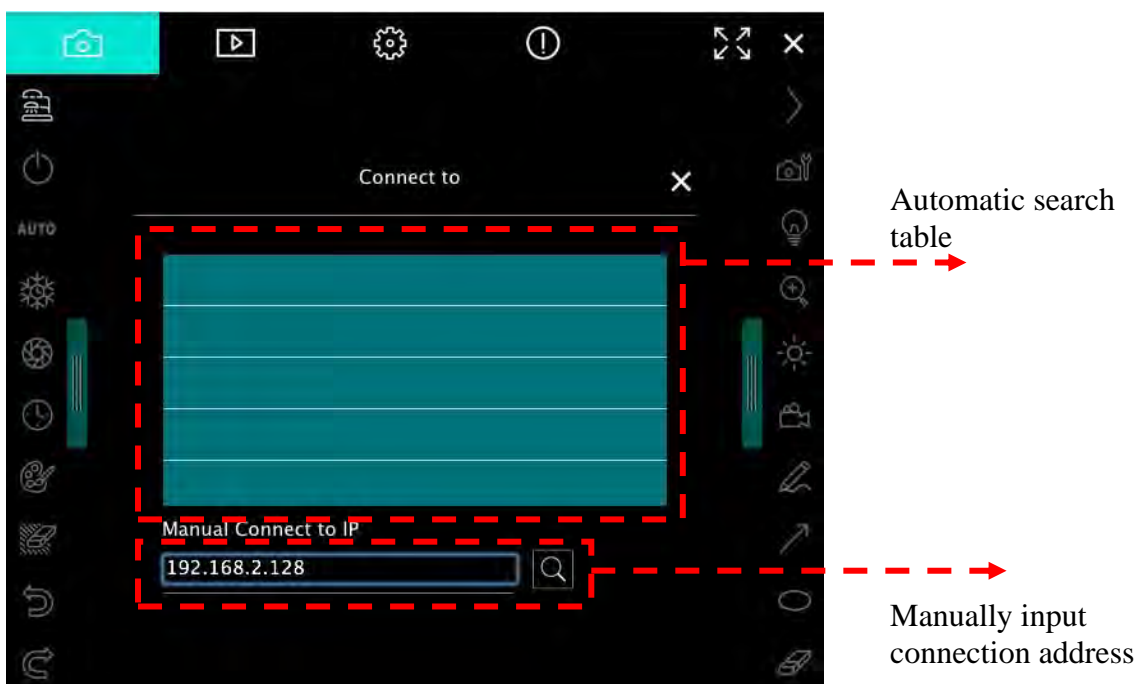 Connect to
AUTO
Automatic search
table
Manual Connect to IP
192.168.2.128
Manually input
connection address